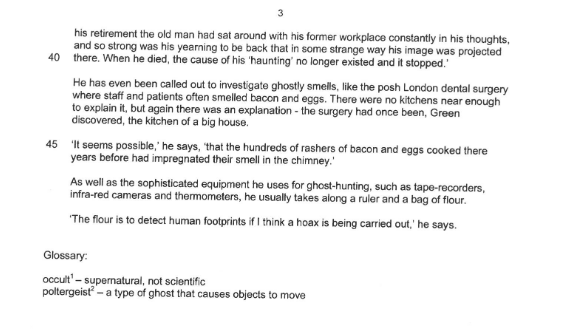 3
his retirement the old man had sat around with his former workplace constantly in his thoughts,
and so strong was his yearning to be back that in some strange way his image was projected
40 there. When he died, the cause of his 'haunting' no longer existed and it stopped.'
He has even been called out to investigate ghostly smells, like the posh London dental surgery
where staff and patients often smelled bacon and eggs. There were no kitchens near enough
to explain it, but again there was an explanation - the surgery had once been, Green
discovered, the kitchen of a big house.
45 'It seems possible,' he says, 'that the hundreds of rashers of bacon and eggs cooked there
years before had impregnated their smell in the chimney.'
As well as the sophisticated equipment he uses for ghost-hunting, such as tape-recorders,
infra-red cameras and thermometers, he usually takes along a ruler and a bag of flour.
'The flour is to detect human footprints if I think a hoax is being carried out,' he says.
Glossary:
occult¹ – supernatural, not scientific
poltergeist² – a type of ghost that causes objects to move